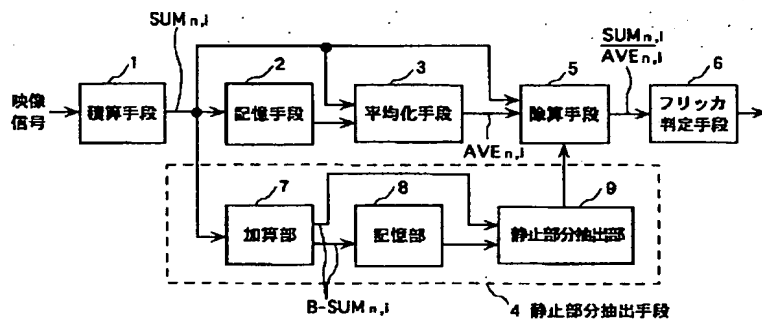 SUMn,i
SUMn,i
AVEn,i
1
2
3
5
6
映像
信号
積算手段
記憶手段
平均化手段
除算手段
フリッカ
判定手段
AVEn,i
7
8
9
加算部
記憶部
静止部分抽出部
B-SUMn,i
4 静止部分抽出手段